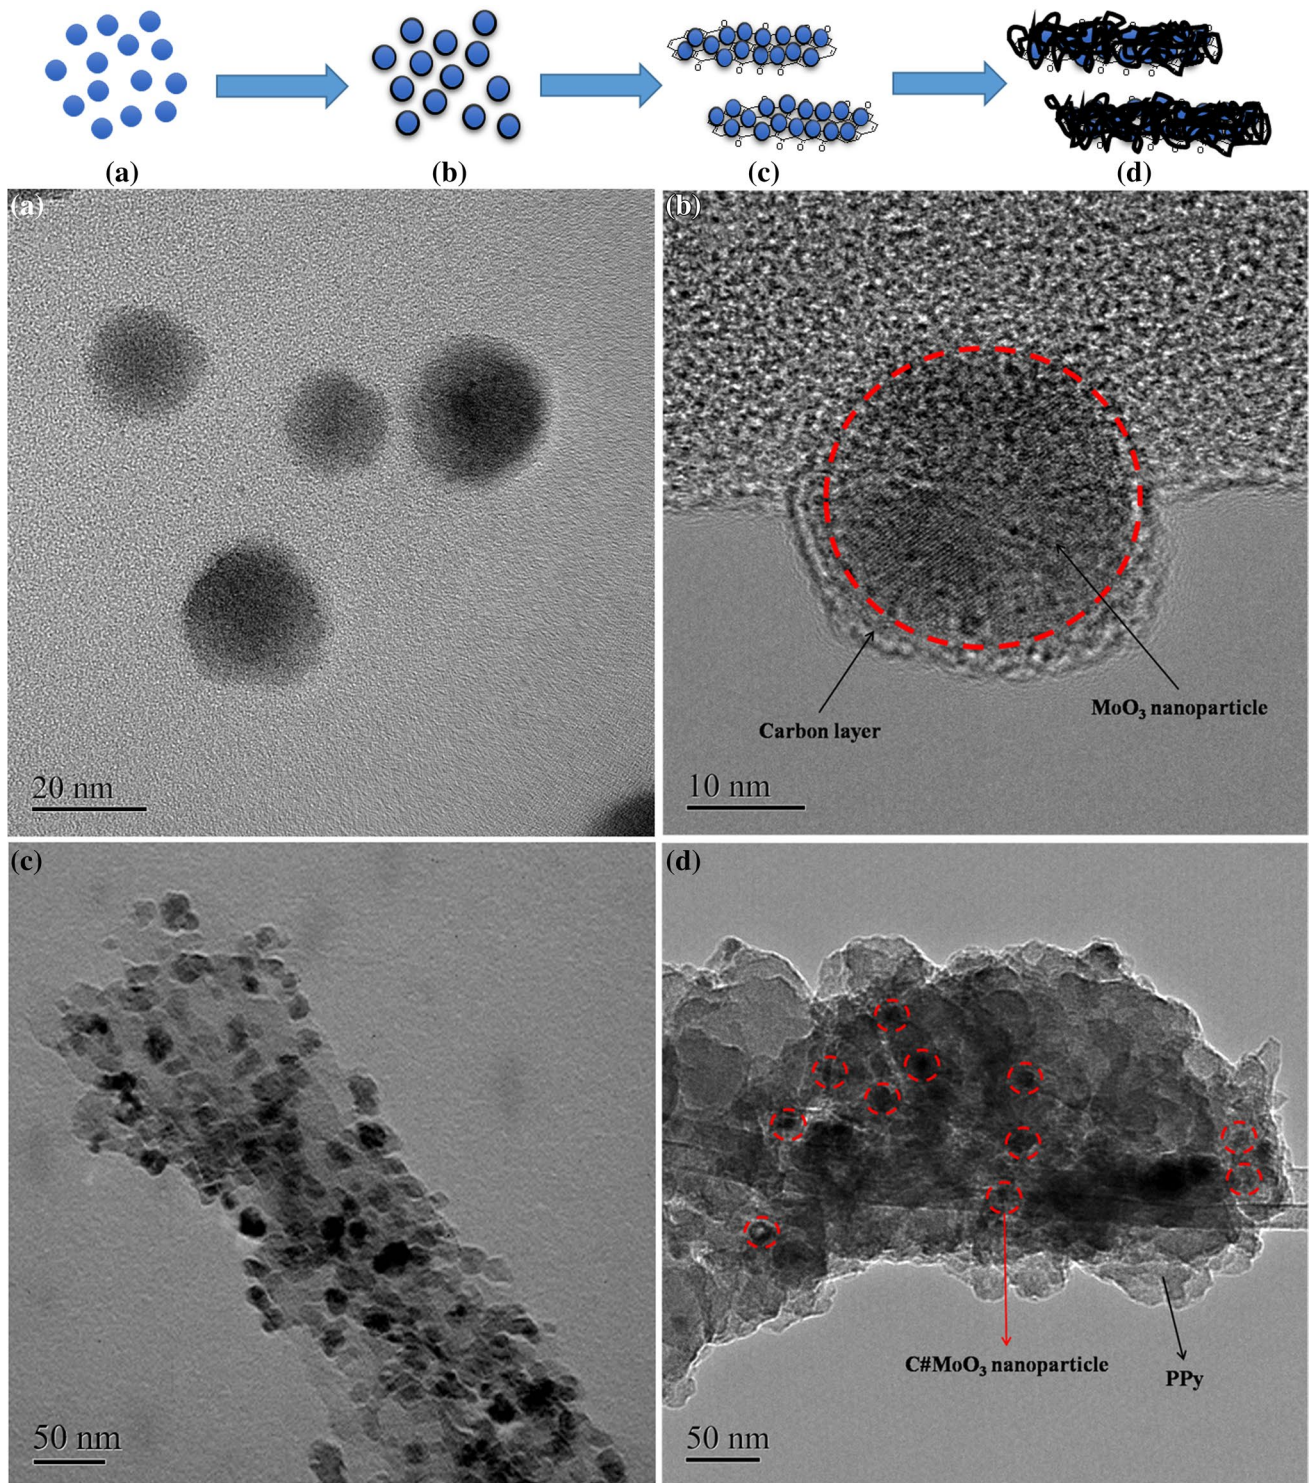 (a) (b) (c) (d)
(a)
(b)
MoO₃ nanoparticle
Carbon layer
20 nm
10 nm
(c)
(d)
C#MoO₃ nanoparticle
PPy
50 nm
50 nm